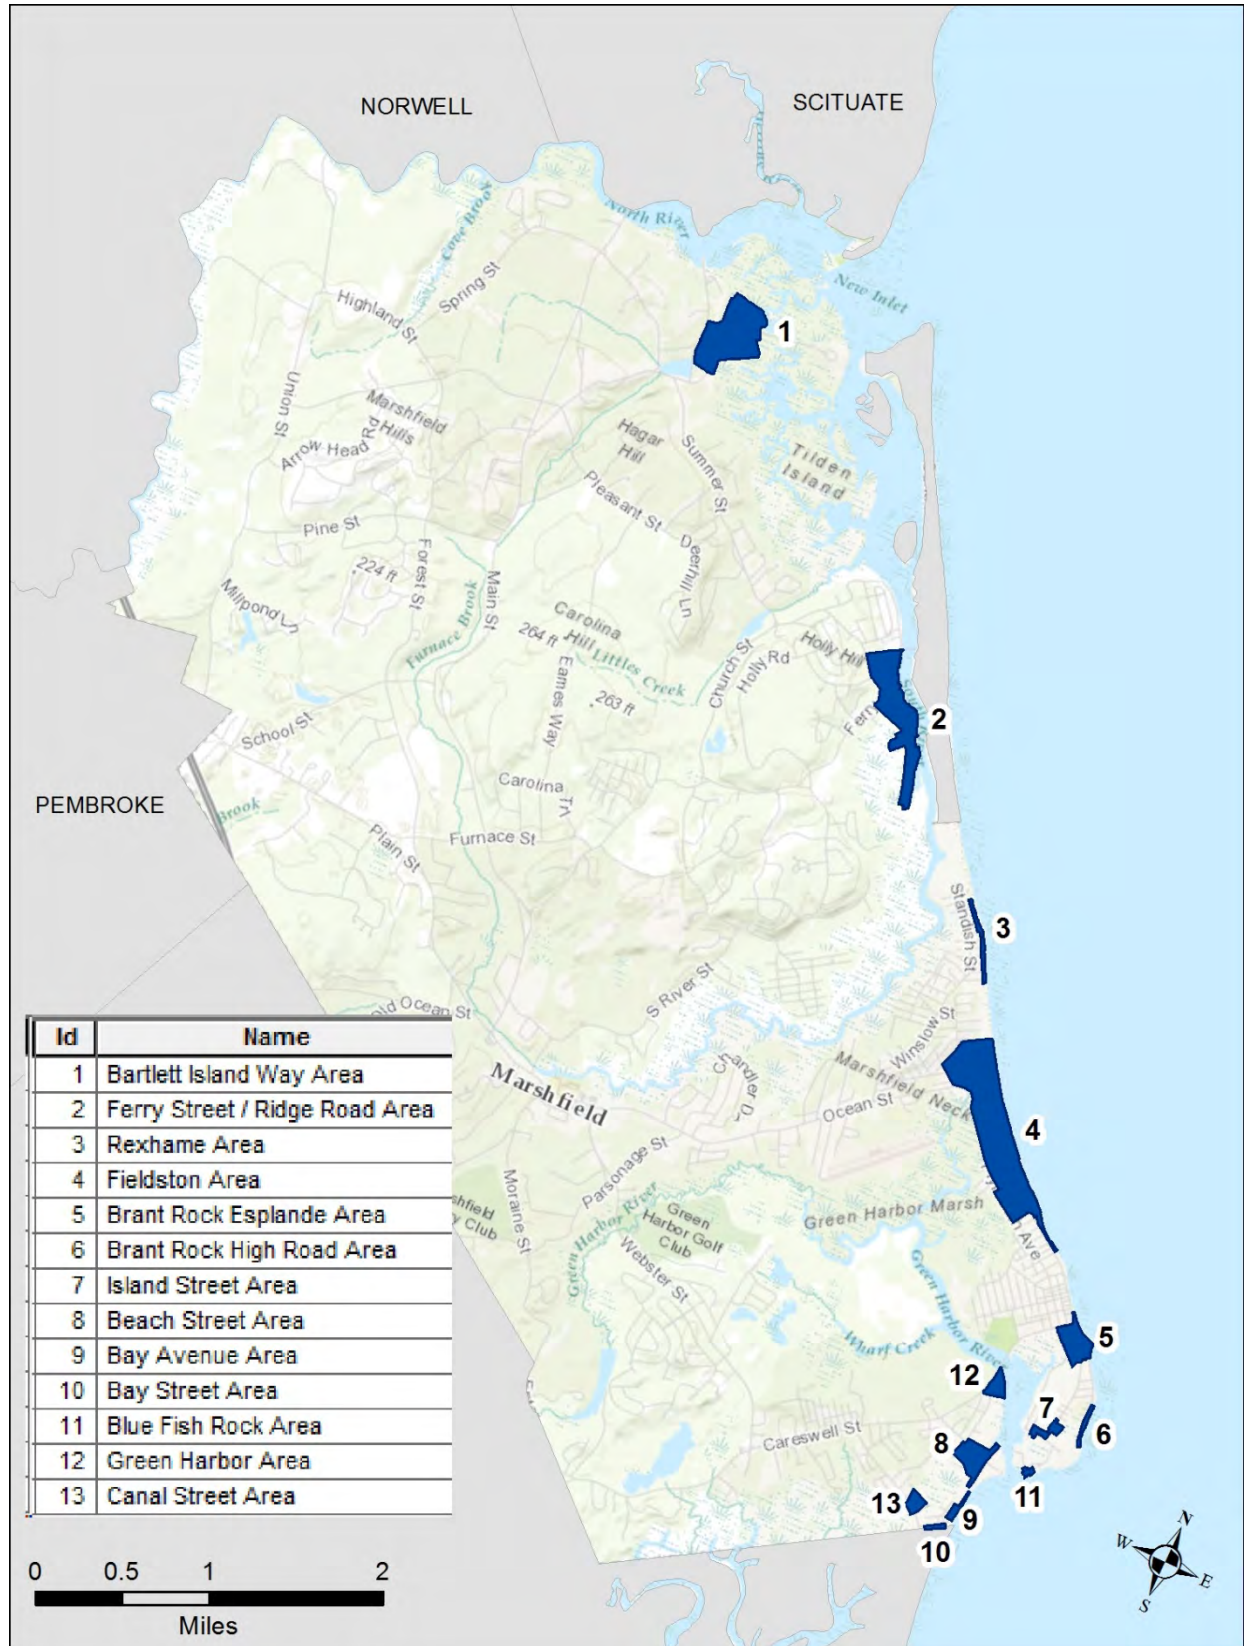 NORWELL
SCITUATE
North River
Cove Brook
New Inlet
Spring St
Highland St
1
Union St
Marshfield
Hills
Arrow Head Rd
Hagar
Hill
Summer St
Tilden
Island
Pleasant St
Pine St
Forest St
Main St
Deerhill Ln
224 ft
Millpond Ln
Furnace Brook
Carolina
Hill
264 ft
Littles Creek
Eames Way
263 ft
Church St
Holly Rd
Holly Hill
Ferry
2
School St
PEMBROKE
Brook
Carolina Trl
Plain St
Furnace St
Standish St
3
Old Ocean St
S River St
Winslow St
Marshfield
Marshfield Neck
Ocean St
4
Parsonage St
Moraine St
Green Harbor River
Green
Harbor Golf
Club
Green Harbor Marsh
Ave
Webster St
Green Harbor River
Wharf Creek
5
12
7
6
Careswell St
8
11
13
9
10
Id Name
1 Bartlett Island Way Area
2 Ferry Street / Ridge Road Area
3 Rexhame Area
4 Fieldston Area
5 Brant Rock Esplande Area
6 Brant Rock High Road Area
7 Island Street Area
8 Beach Street Area
9 Bay Avenue Area
10 Bay Street Area
11 Blue Fish Rock Area
12 Green Harbor Area
13 Canal Street Area
0 0.5 1 2
Miles
N
W
E
S